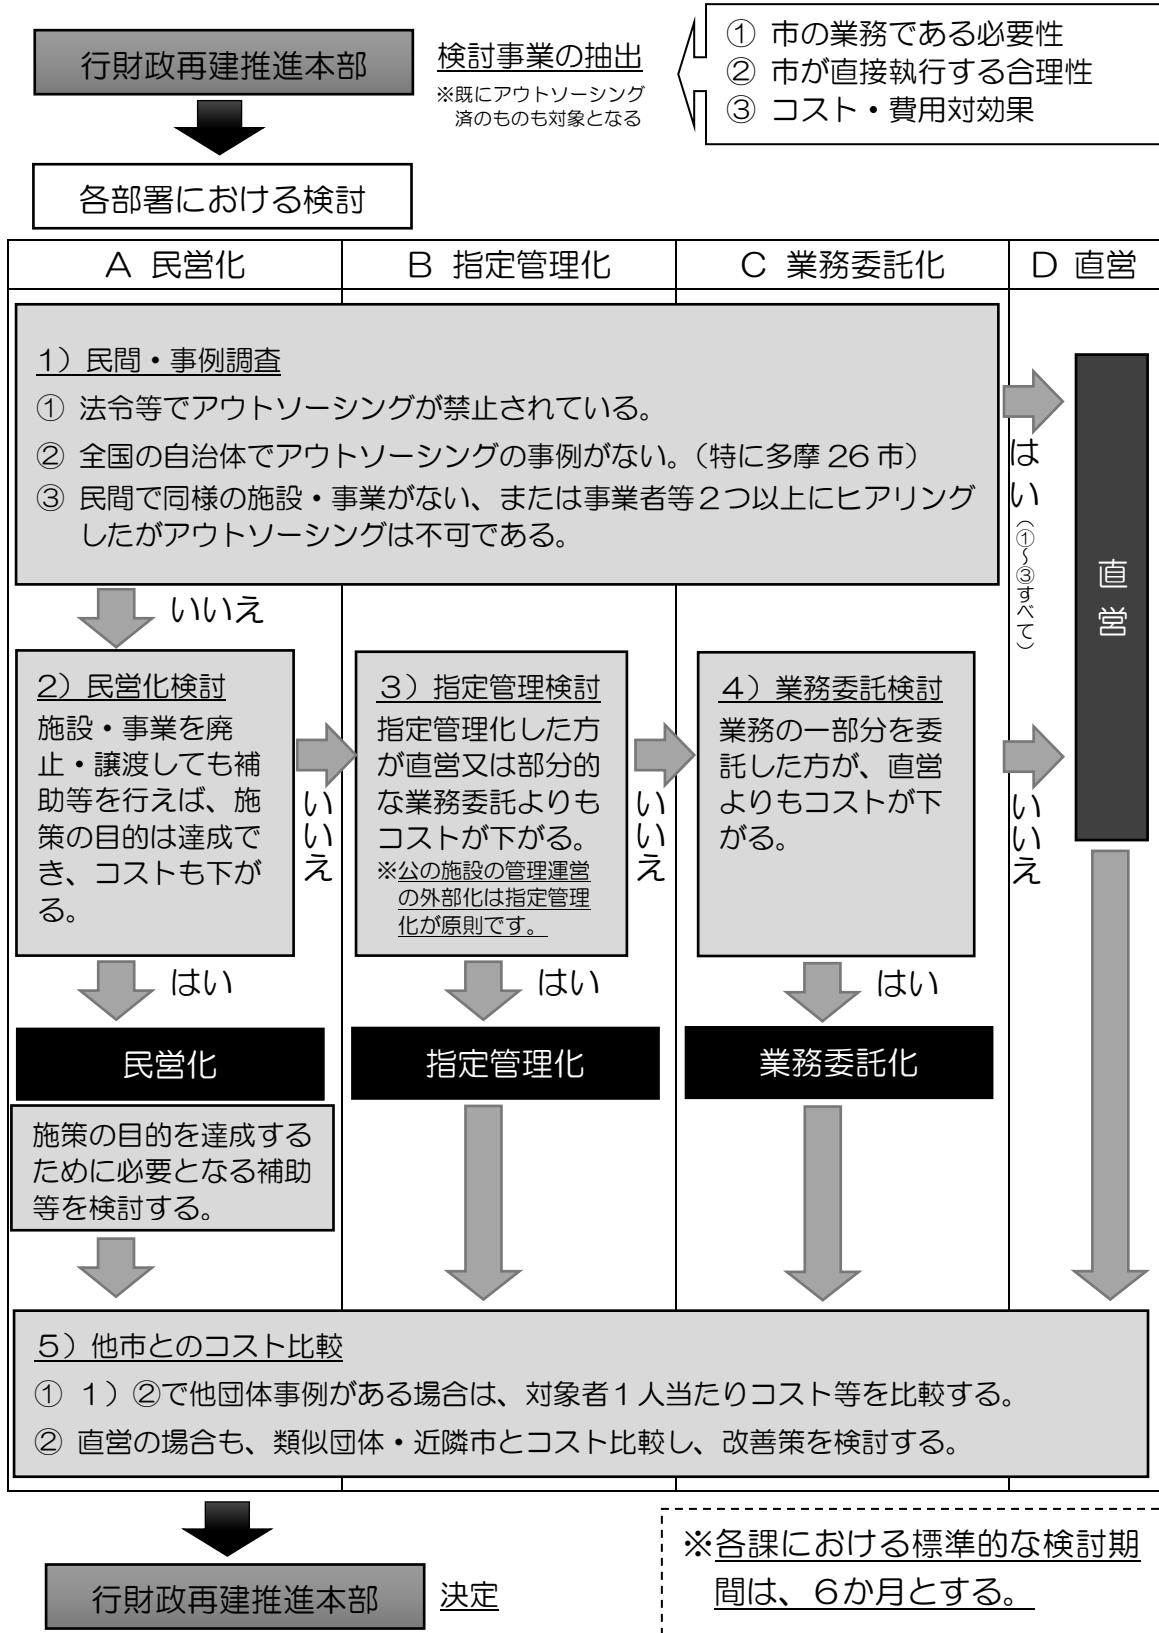 行財政再建推進本部
検討事業の抽出
※既にアウトソーシング
済のものも対象となる
① 市の業務である必要性
② 市が直接執行する合理性
③ コスト・費用対効果
各部署における検討
A 民営化
B 指定管理化
C 業務委託化
D 直営
1）民間・事例調査
① 法令等でアウトソーシングが禁止されている。
② 全国の自治体でアウトソーシングの事例がない。（特に多摩 26 市）
③ 民間で同様の施設・事業がない、または事業者等２つ以上にヒアリング
したがアウトソーシングは不可である。
はい（①～③すべて）
直営
いいえ
2）民営化検討
施設・事業を廃
止・譲渡しても補
助等を行えば、施
策の目的は達成で
き、コストも下が
る。
いいえ
3）指定管理検討
指定管理化した方
が直営又は部分的
な業務委託よりも
コストが下がる。
※公の施設の管理運営
の外部化は指定管理
化が原則です。
いいえ
4）業務委託検討
業務の一部分を委
託した方が、直営
よりもコストが下
がる。
いいえ
はい
はい
はい
民営化
指定管理化
業務委託化
施策の目的を達成する
ために必要となる補助
等を検討する。
5）他市とのコスト比較
① １）②で他団体事例がある場合は、対象者１人当たりコスト等を比較する。
② 直営の場合も、類似団体・近隣市とコスト比較し、改善策を検討する。
行財政再建推進本部
決定
※各課における標準的な検討期
間は、６か月とする。